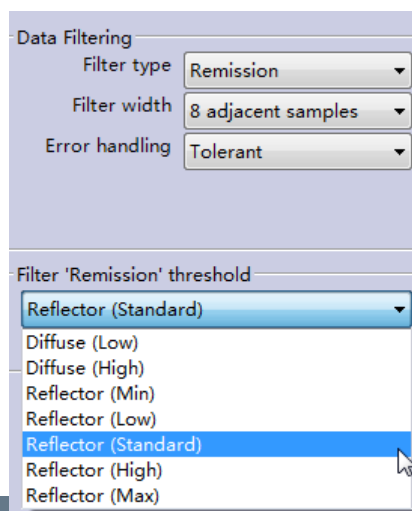 Data Filtering
Filter type Remission
Filter width 8 adjacent samples
Error handling Tolerant
Filter 'Remission' threshold
Reflector (Standard)
Diffuse (Low)
Diffuse (High)
Reflector (Min)
Reflector (Low)
Reflector (Standard)
Reflector (High)
Reflector (Max)